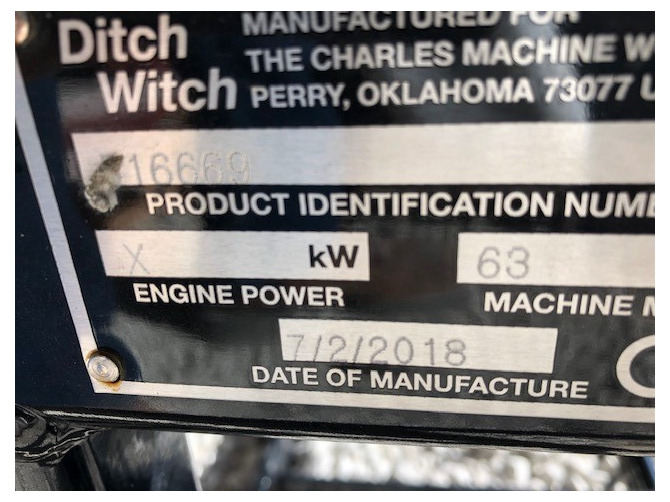 Ditch
Witch
MANUFACTURED FOR
THE CHARLES MACHINE W
PERRY, OKLAHOMA 73077 U
16669
PRODUCT IDENTIFICATION NUM
X kW
63
ENGINE POWER
MACHINE M
7/2/2018
DATE OF MANUFACTURE